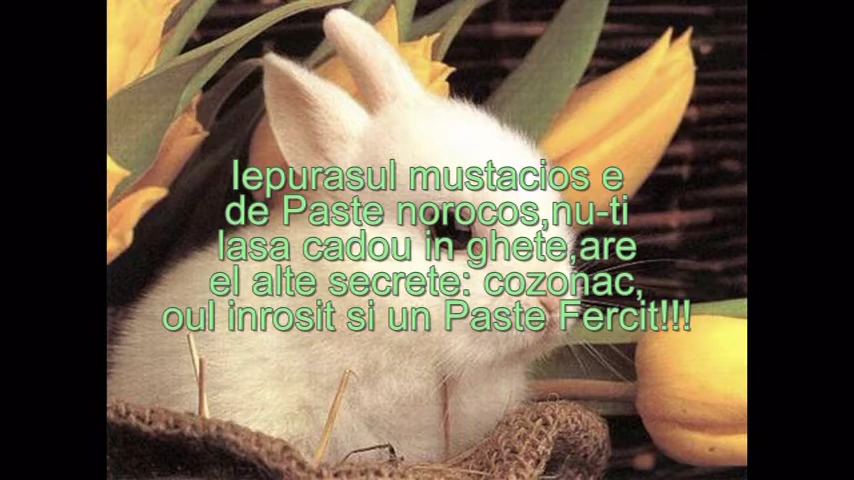 Iepurasul mustacios e
de Paste norocos,nu-ti
lasa cadou in ghete,are
el alte secrete: cozonac,
oul inrosit si un Paste Fercit!!!